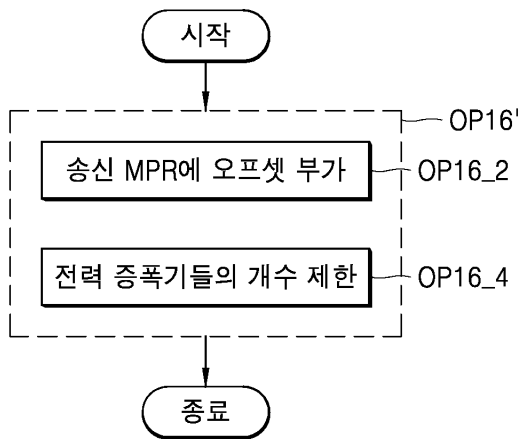 시작
OP16'
송신 MPR에 오프셋 부가
OP16_2
전력 증폭기들의 개수 제한
OP16_4
종료